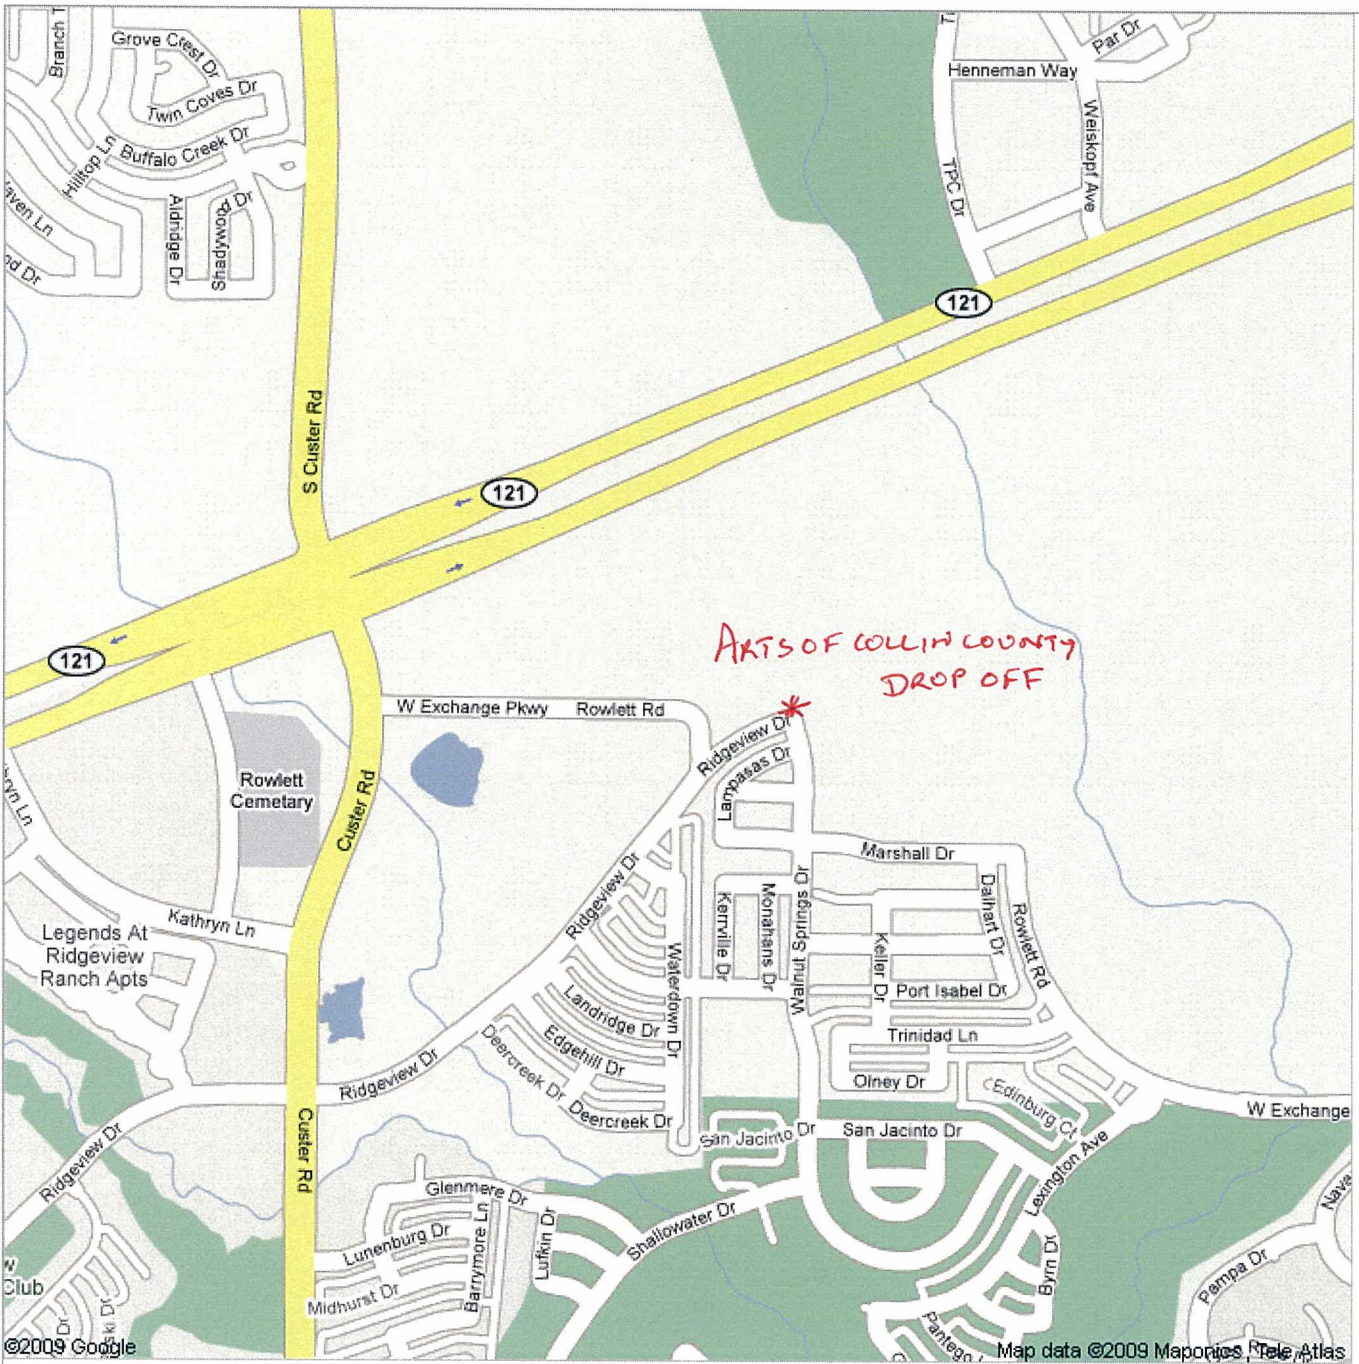 Grove Crest Dr
Twin Coves Dr
Buffalo Creek Dr
Hilltop Ln
Aldridge Dr
Shadywood Dr
Par Dr
Henneman Way
Weiskopf Ave
TPC Dr
121
S Custer Rd
121
121
ARTS OF COLLIN COUNTY
DROP OFF
W Exchange Pkwy
Rowlett Rd
Ridgeview Dr
Lampasas Dr
Rowlett
Cemetary
Custer Rd
Marshall Dr
Ridgeview Dr
Kerrville Dr
Monahans Dr
Walnut Springs Dr
Dalhart Dr
Rowlett Rd
Keller Dr
Kathryn Ln
Legends At
Ridgeview
Ranch Apts
Waterdown Dr
Port Isabel Dr
Landridge Dr
Edgehill Dr
Deercreek Dr
Trinidad Ln
Olney Dr
Edinburg Ct
Ridgeview Dr
Deercreek Dr
W Exchange
San Jacinto Dr
San Jacinto Dr
Ridgeview Dr
Custer Rd
Lexington Ave
Glenmere Dr
Shallowater Dr
Lunenburg Dr
Barrymore Ln
Lufkin Dr
Byrn Dr
Pampa Dr
Club
Midhurst Dr
Dr
Pantego
©2009 Google
Map data ©2009 Maponics, Tele Atlas